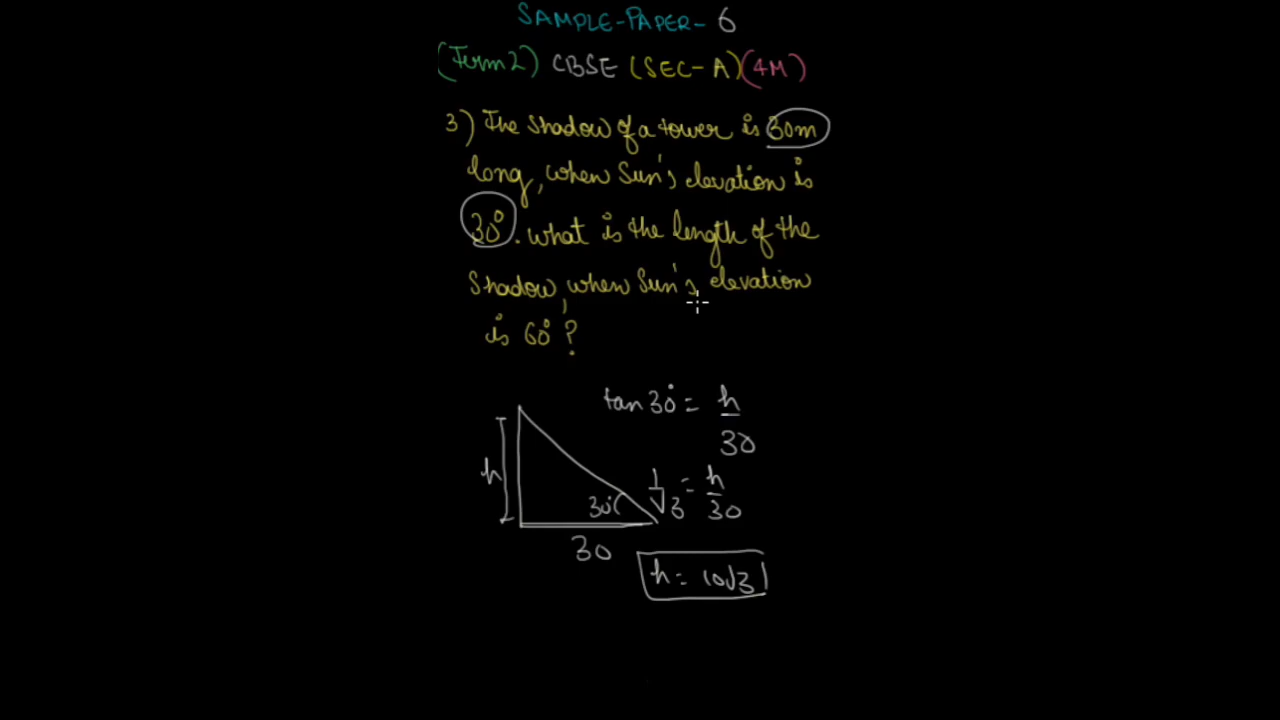 SAMPLE-PAPER-6
(Term2) CBSE (SEC-A)(4M)
3) The Shadow of a tower is 30m
long, when Sun's elevation is
30°. what is the length of the
Shadow, when Sun's elevation
is 60°?
tan 30° = h/30
h
30°
1/√3 = h/30
30
h = 10√3